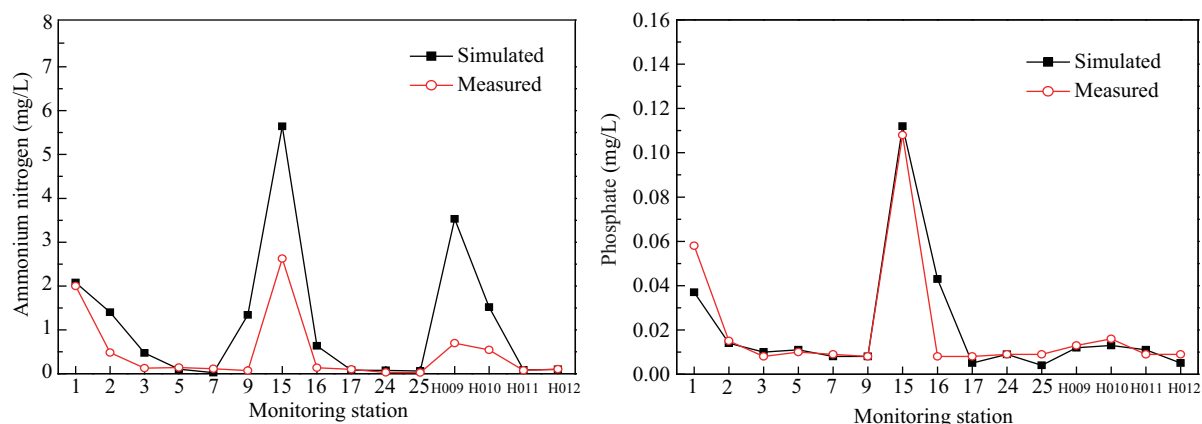 8
7
6
5
4
3
2
1
0
Ammonium nitrogen (mg/L)
Simulated
Measured
1 2 3 5 7 9 15 16 17 24 25 H009 H010 H011 H012
Monitoring station
0.16
0.14
0.12
0.10
0.08
0.06
0.04
0.02
0.00
Phosphate (mg/L)
Simulated
Measured
1 2 3 5 7 9 15 16 17 24 25 H009 H010 H011 H012
Monitoring station